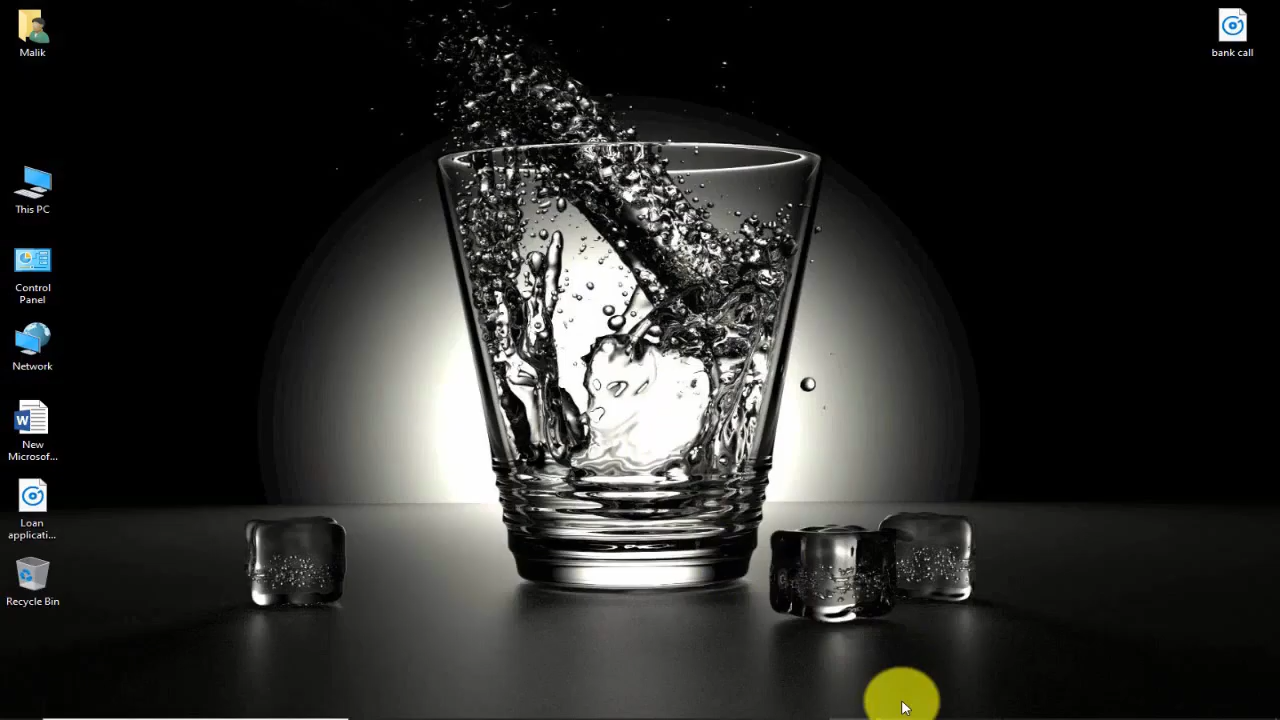 Malik
bank call
This PC
Control
Panel
Network
W
New
Microsof...
Loan
applicati...
Recycle Bin